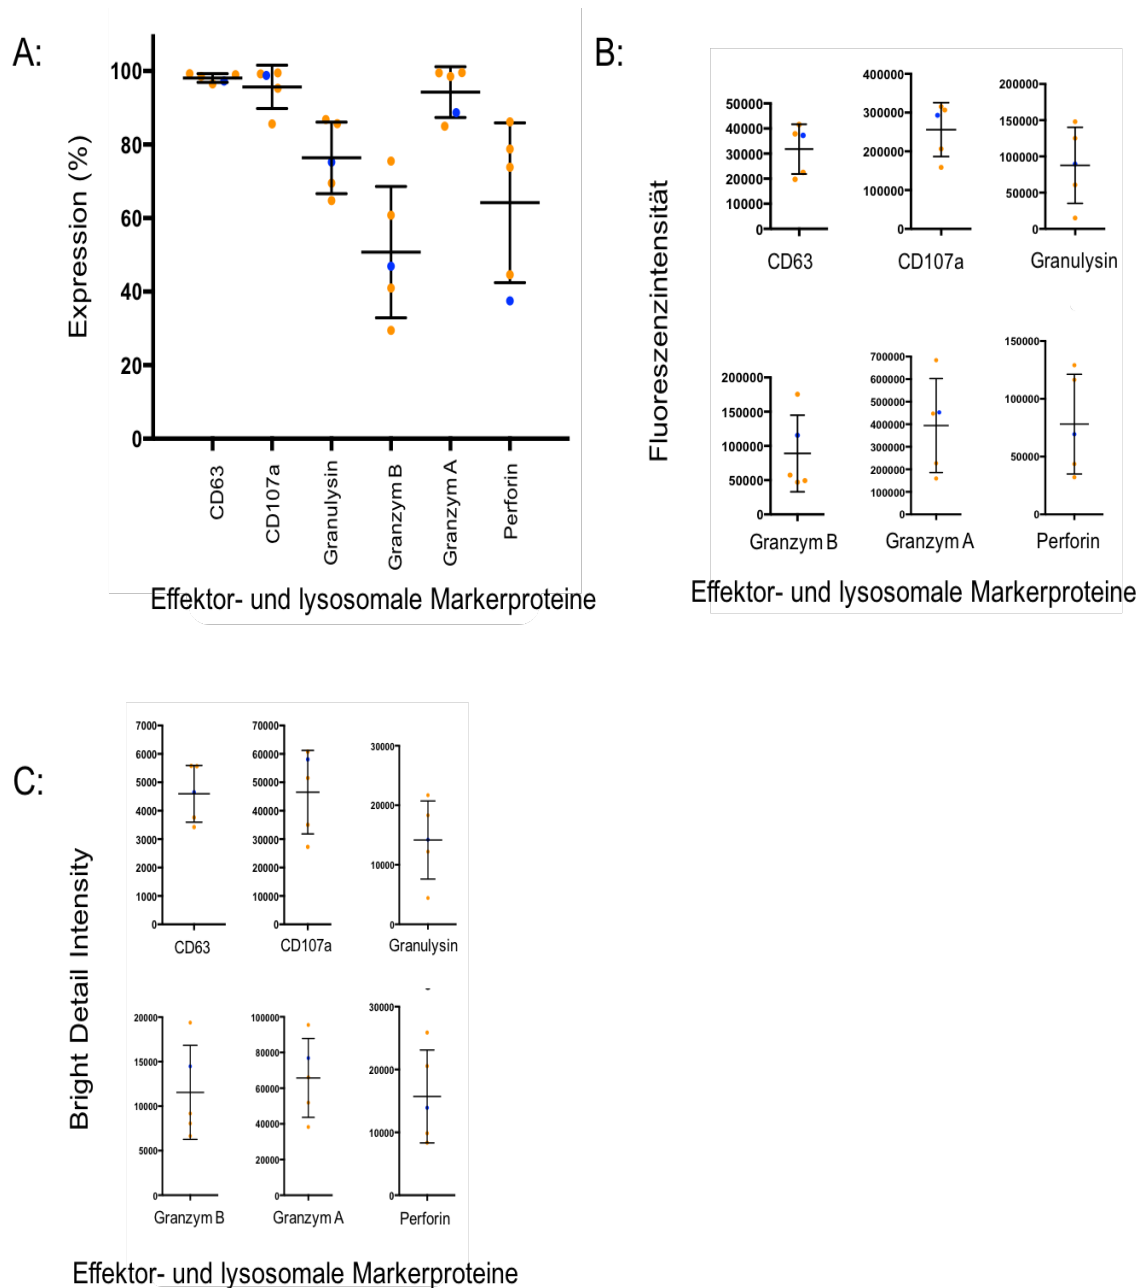 A:
Expression (%)
100
80
60
40
20
0
CD63
CD107a
Granulysin
Granzym B
Granzym A
Perforin
Effektor- und lysosomale Markerproteine
B:
Fluoreszenzintensität
50000
40000
30000
20000
10000
0
CD63
400000
300000
200000
100000
0
CD107a
200000
150000
100000
50000
0
Granulysin
200000
150000
100000
50000
0
Granzym B
700000
600000
500000
400000
300000
200000
100000
0
Granzym A
150000
100000
50000
0
Perforin
Effektor- und lysosomale Markerproteine
C:
Bright Detail Intensity
7000
6000
5000
4000
3000
2000
1000
0
CD63
70000
60000
50000
40000
30000
20000
10000
0
CD107a
30000
20000
10000
0
Granulysin
20000
15000
10000
5000
0
Granzym B
100000
80000
60000
40000
20000
0
Granzym A
30000
20000
10000
0
Perforin
Effektor- und lysosomale Markerproteine